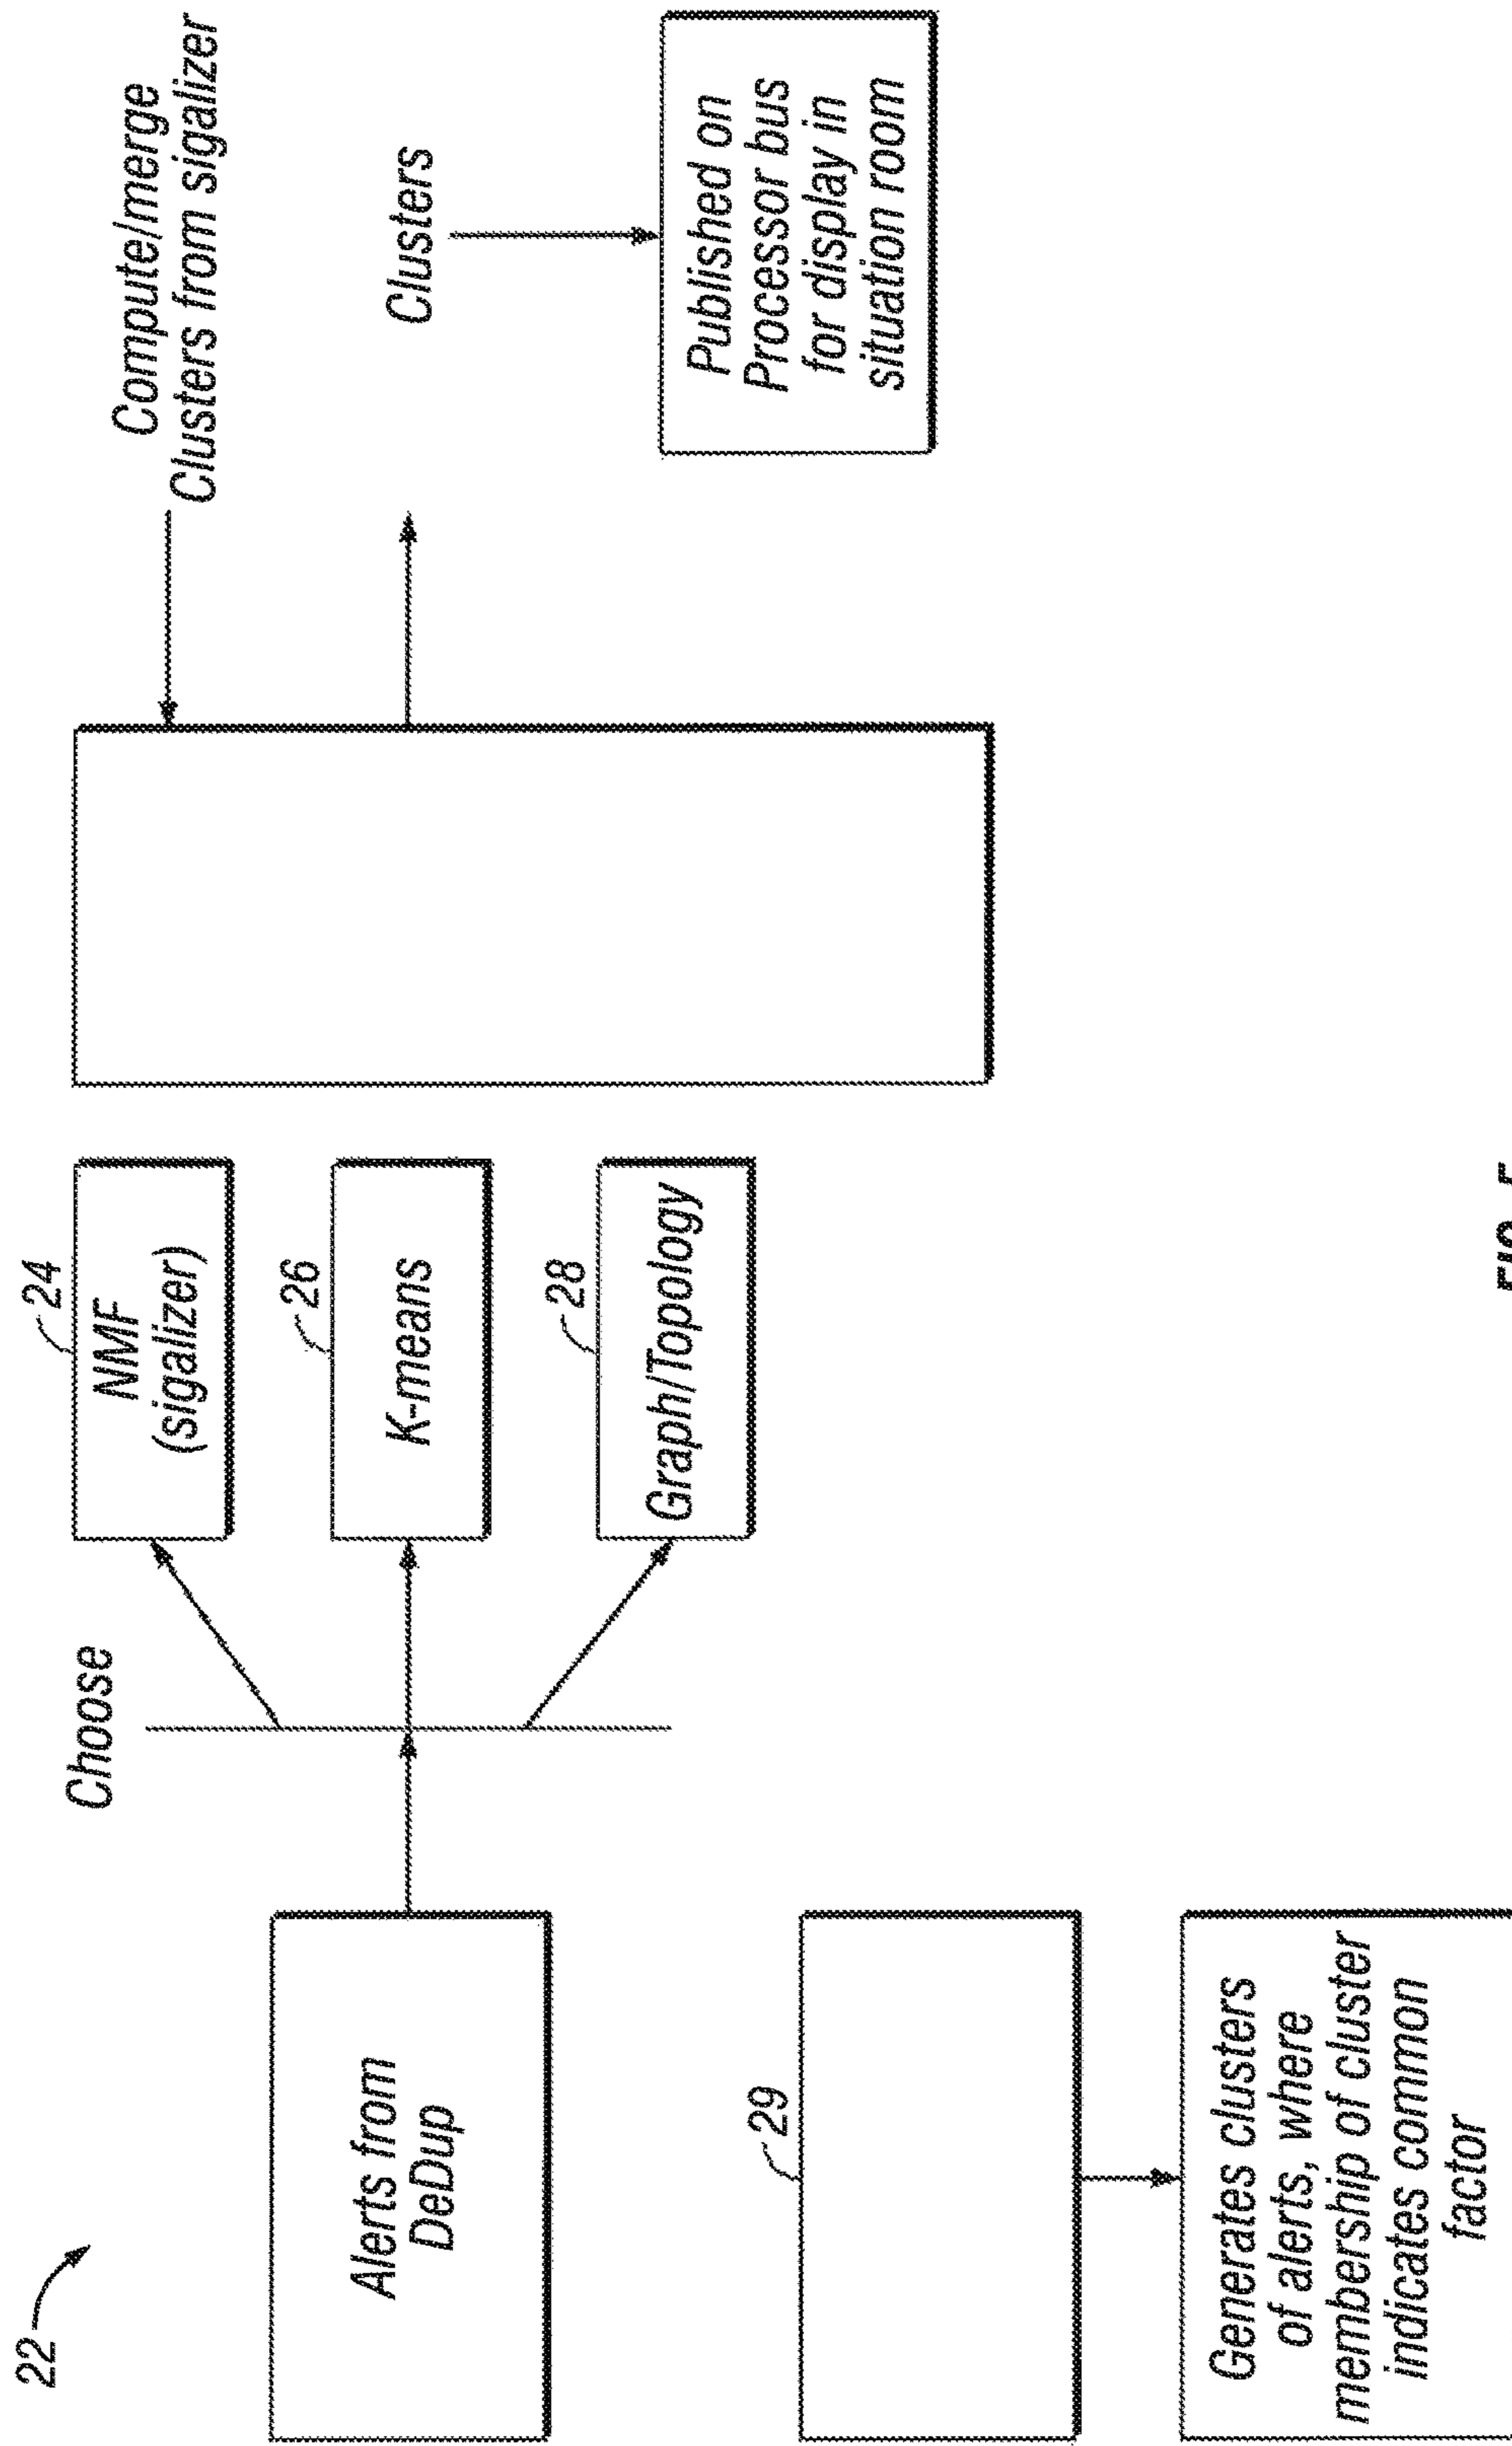 22
Alerts from
DeDup
Choose
24
NMF
(sigalizer)
26
K-means
28
Graph/Topology
Compute/merge
Clusters from sigalizer
Clusters
Published on
Processor bus
for display in
situation room
29
Generates clusters
of alerts, where
membership of cluster
indicates common
factor